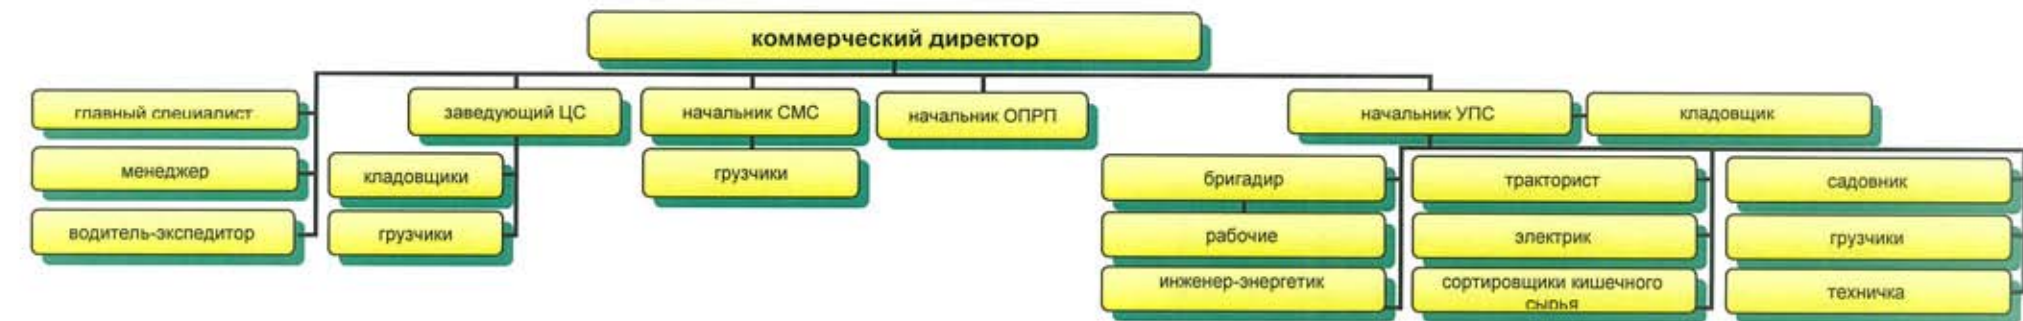 коммерческий директор
главный специалист
заведующий ЦС
начальник СМС
начальник ОПРП
начальник УПС
кладовщик
менеджер
кладовщики
грузчики
бригадир
тракторист
садовник
водитель-экспедитор
грузчики
рабочие
электрик
грузчики
инженер-энергетик
сортировщики кишечного
сырья
техничка